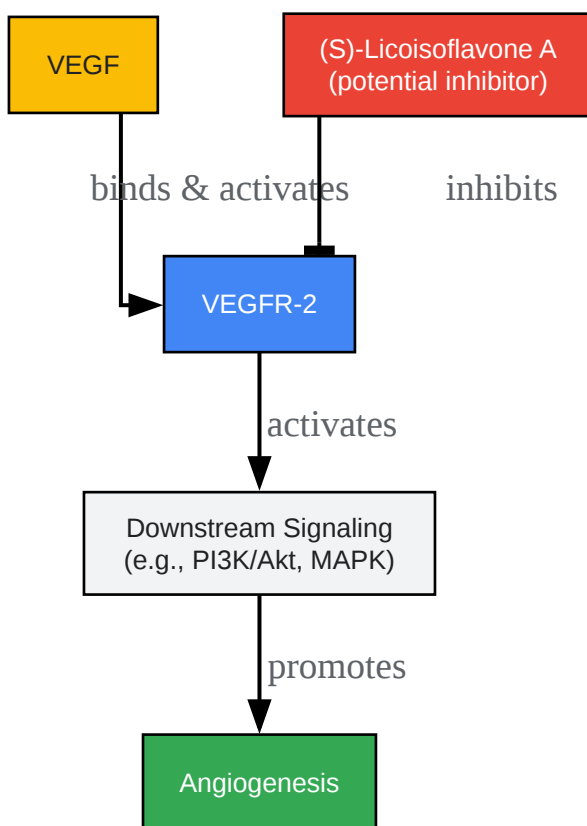 VEGF
(S)-Licoisoflavone A
(potential inhibitor)
binds & activates
inhibits
VEGFR-2
activates
Downstream Signaling
(e.g., PI3K/Akt, MAPK)
promotes
Angiogenesis